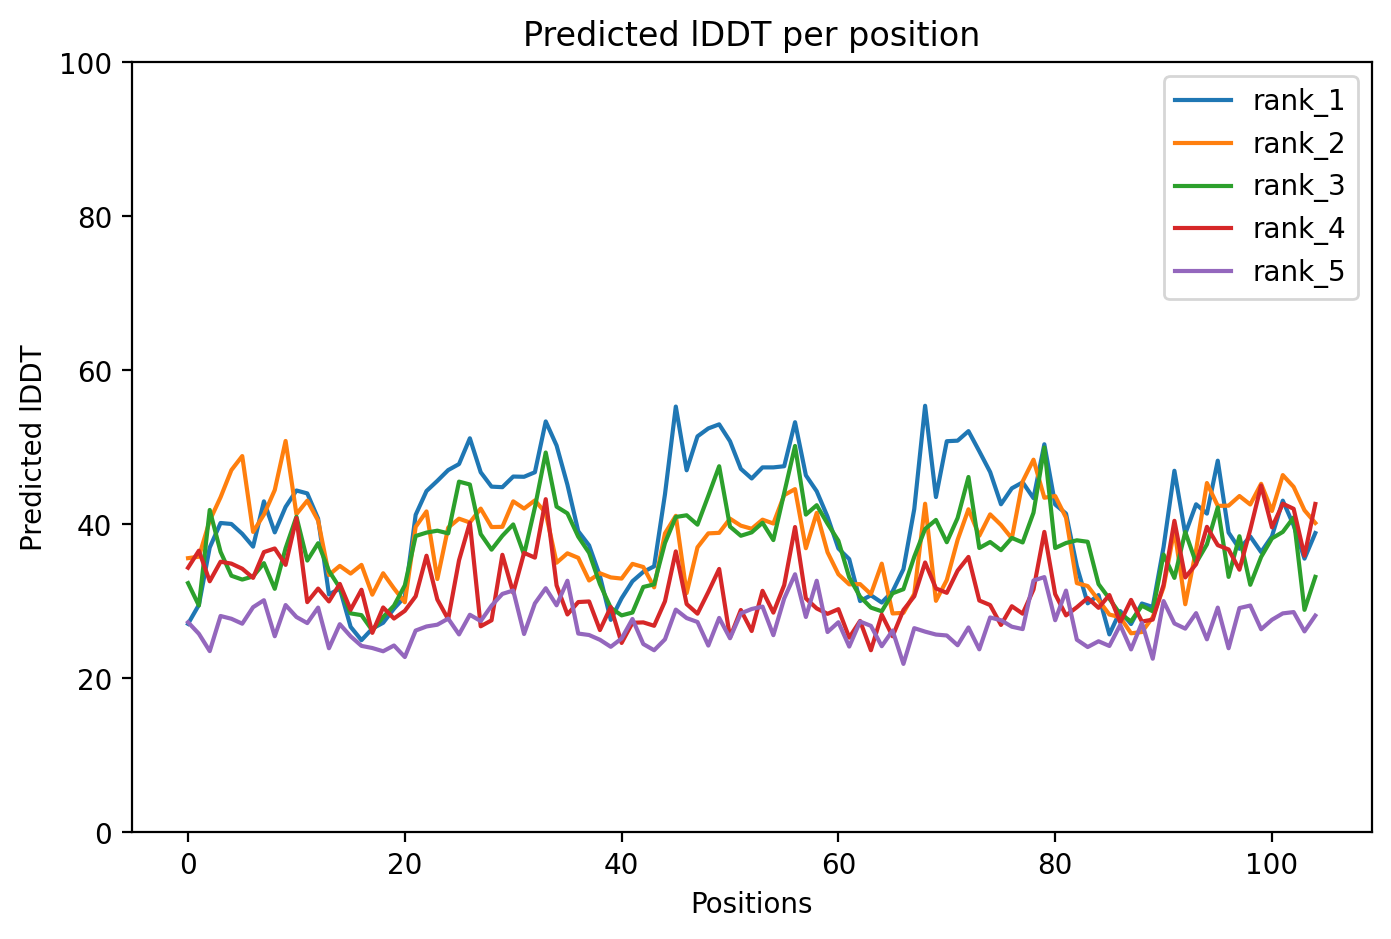 Predicted lDDT per position
100
80
60
40
20
0
Predicted lDDT
0 20 40 60 80 100
Positions
rank_1
rank_2
rank_3
rank_4
rank_5